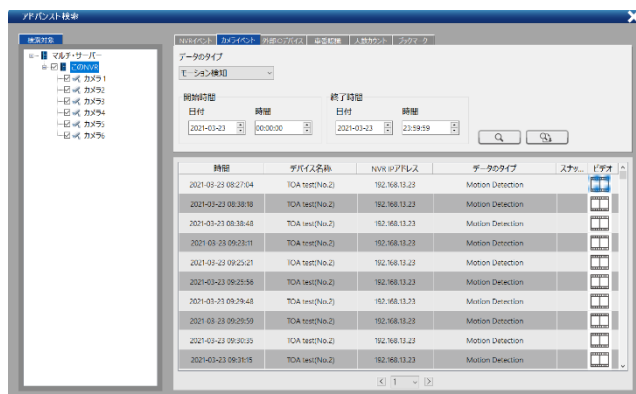 アドバンスト検索
検索対象
マルチ・サーバー
このNVR
カメラ1
カメラ2
カメラ3
カメラ4
カメラ5
カメラ6
NVRイベント カメライベント 外部I/Oデバイス 車番認識 人数カウント ブックマーク
データのタイプ
モーション検知
開始時間 終了時間
日付 時間 日付 時間
2021-03-23 00:00:00 2021-03-23 23:59:59
時間 デバイス名称 NVR IPアドレス データのタイプ スナッ... ビデオ
2021-03-23 08:27:04 TOA test(No.2) 192.168.13.23 Motion Detection
2021-03-23 08:38:18 TOA test(No.2) 192.168.13.23 Motion Detection
2021-03-23 08:38:48 TOA test(No.2) 192.168.13.23 Motion Detection
2021-03-23 09:23:11 TOA test(No.2) 192.168.13.23 Motion Detection
2021-03-23 09:25:21 TOA test(No.2) 192.168.13.23 Motion Detection
2021-03-23 09:25:56 TOA test(No.2) 192.168.13.23 Motion Detection
2021-03-23 09:29:48 TOA test(No.2) 192.168.13.23 Motion Detection
2021-03-23 09:29:59 TOA test(No.2) 192.168.13.23 Motion Detection
2021-03-23 09:30:35 TOA test(No.2) 192.168.13.23 Motion Detection
2021-03-23 09:31:15 TOA test(No.2) 192.168.13.23 Motion Detection
1